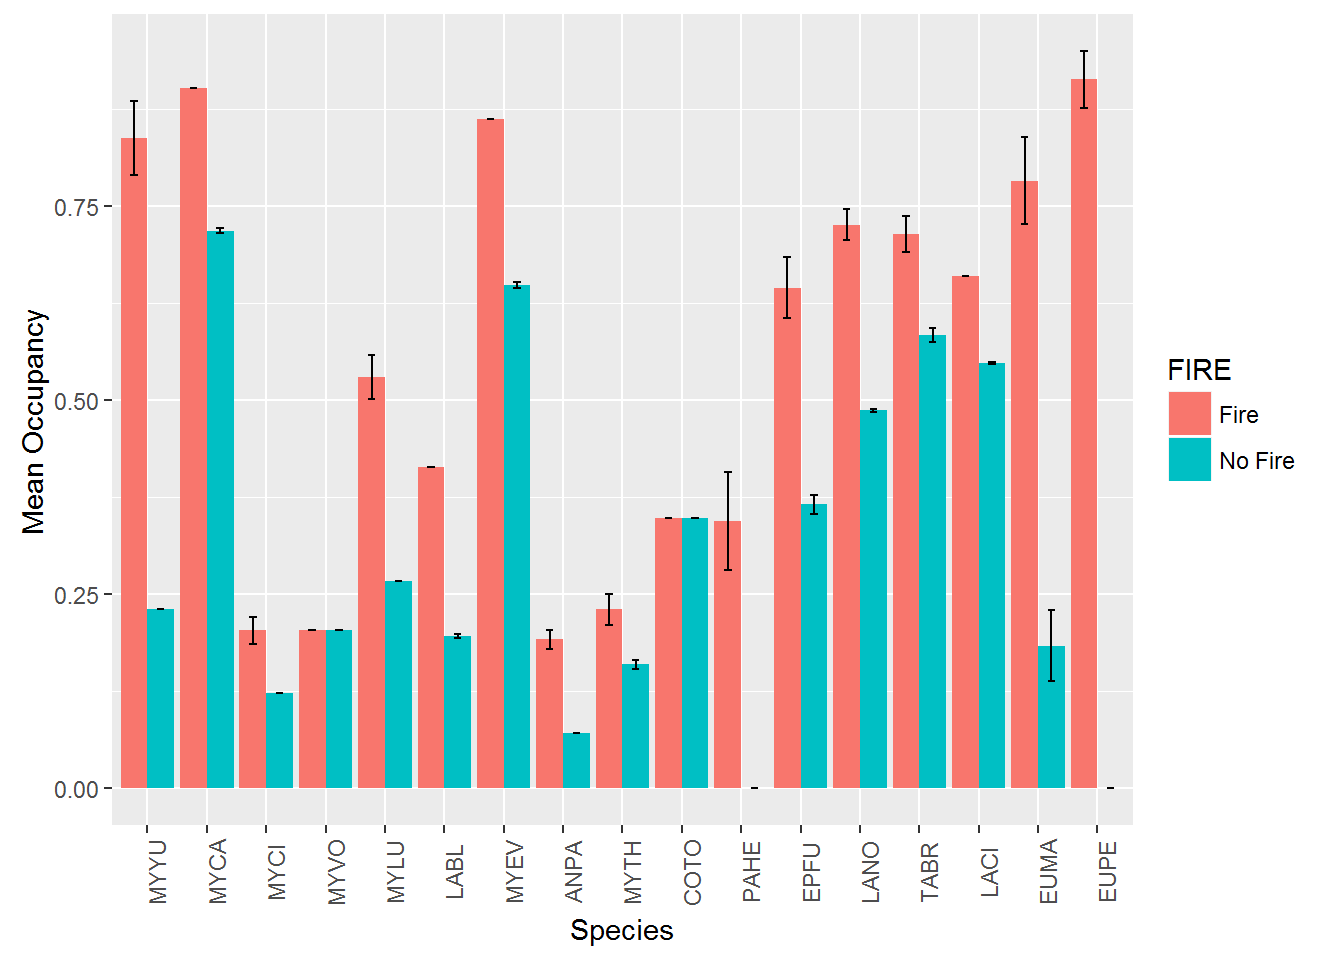 Mean Occupancy
0.75
0.50
0.25
0.00
MYYU
MYCA
MYCI
MYVO
MYLU
LABL
MYEV
ANPA
MYTH
COTO
PAHE
EPFU
LANO
TABR
LACI
EUMA
EUPE
Species
FIRE
Fire
No Fire